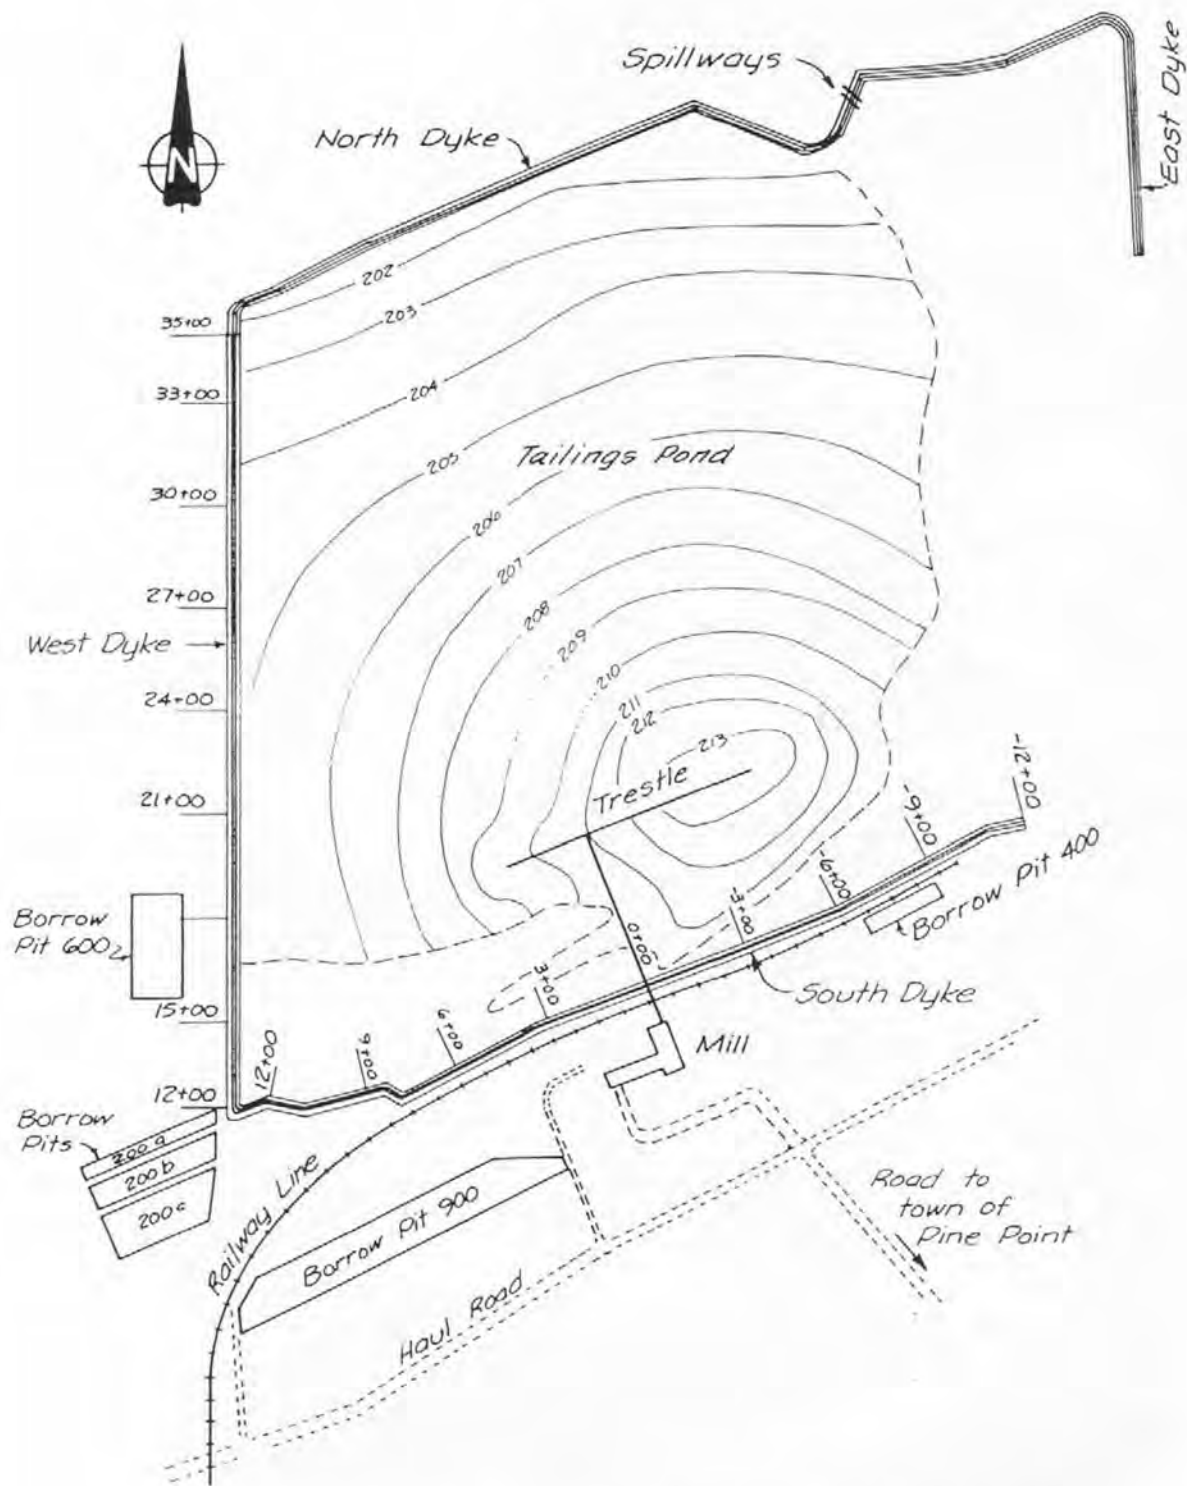 Spillways
East Dyke
North Dyke
N
202
203
204
205
206
207
208
209
210
211
212
213
Tailings Pond
35+00
33+00
30+00
27+00
West Dyke
24+00
21+00
15+00
12+00
Trestle
-12+00
-9+00
-6+00
-3+00
0+00
3+00
6+00
9+00
12+00
Borrow Pit 400
Borrow
Pit 600
South Dyke
Mill
Borrow
Pits
200 a
200 b
200 c
Railway Line
Borrow Pit 900
Haul Road
Road to
town of
Pine Point